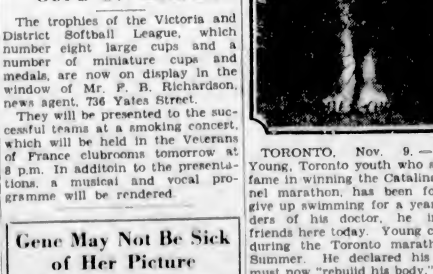 The trophies of the Victoria and
District Softball League, which
number eight large cups and a
number of miniature cups and
medals, are now on display in the
window of Mr. P. B. Richardson,
news agent, 736 Yates Street.
They will be presented to the suc-
cessful teams at a smoking concert,
which will be held in the Veterans
of France clubrooms tomorrow at
8 p.m. In additoin to the presenta-
tions, a musical and vocal pro-
gramme will be rendered.
Gene May Not Be Sick
of Her Picture
TORONTO, Nov. 9. —
Young, Toronto youth who
fame in winning the Catalina
nel marathon, has been
give up swimming for a year
ders of his doctor, he
friends here today. Young
during the Toronto
Summer. He declared his
must now "rebuild his body."